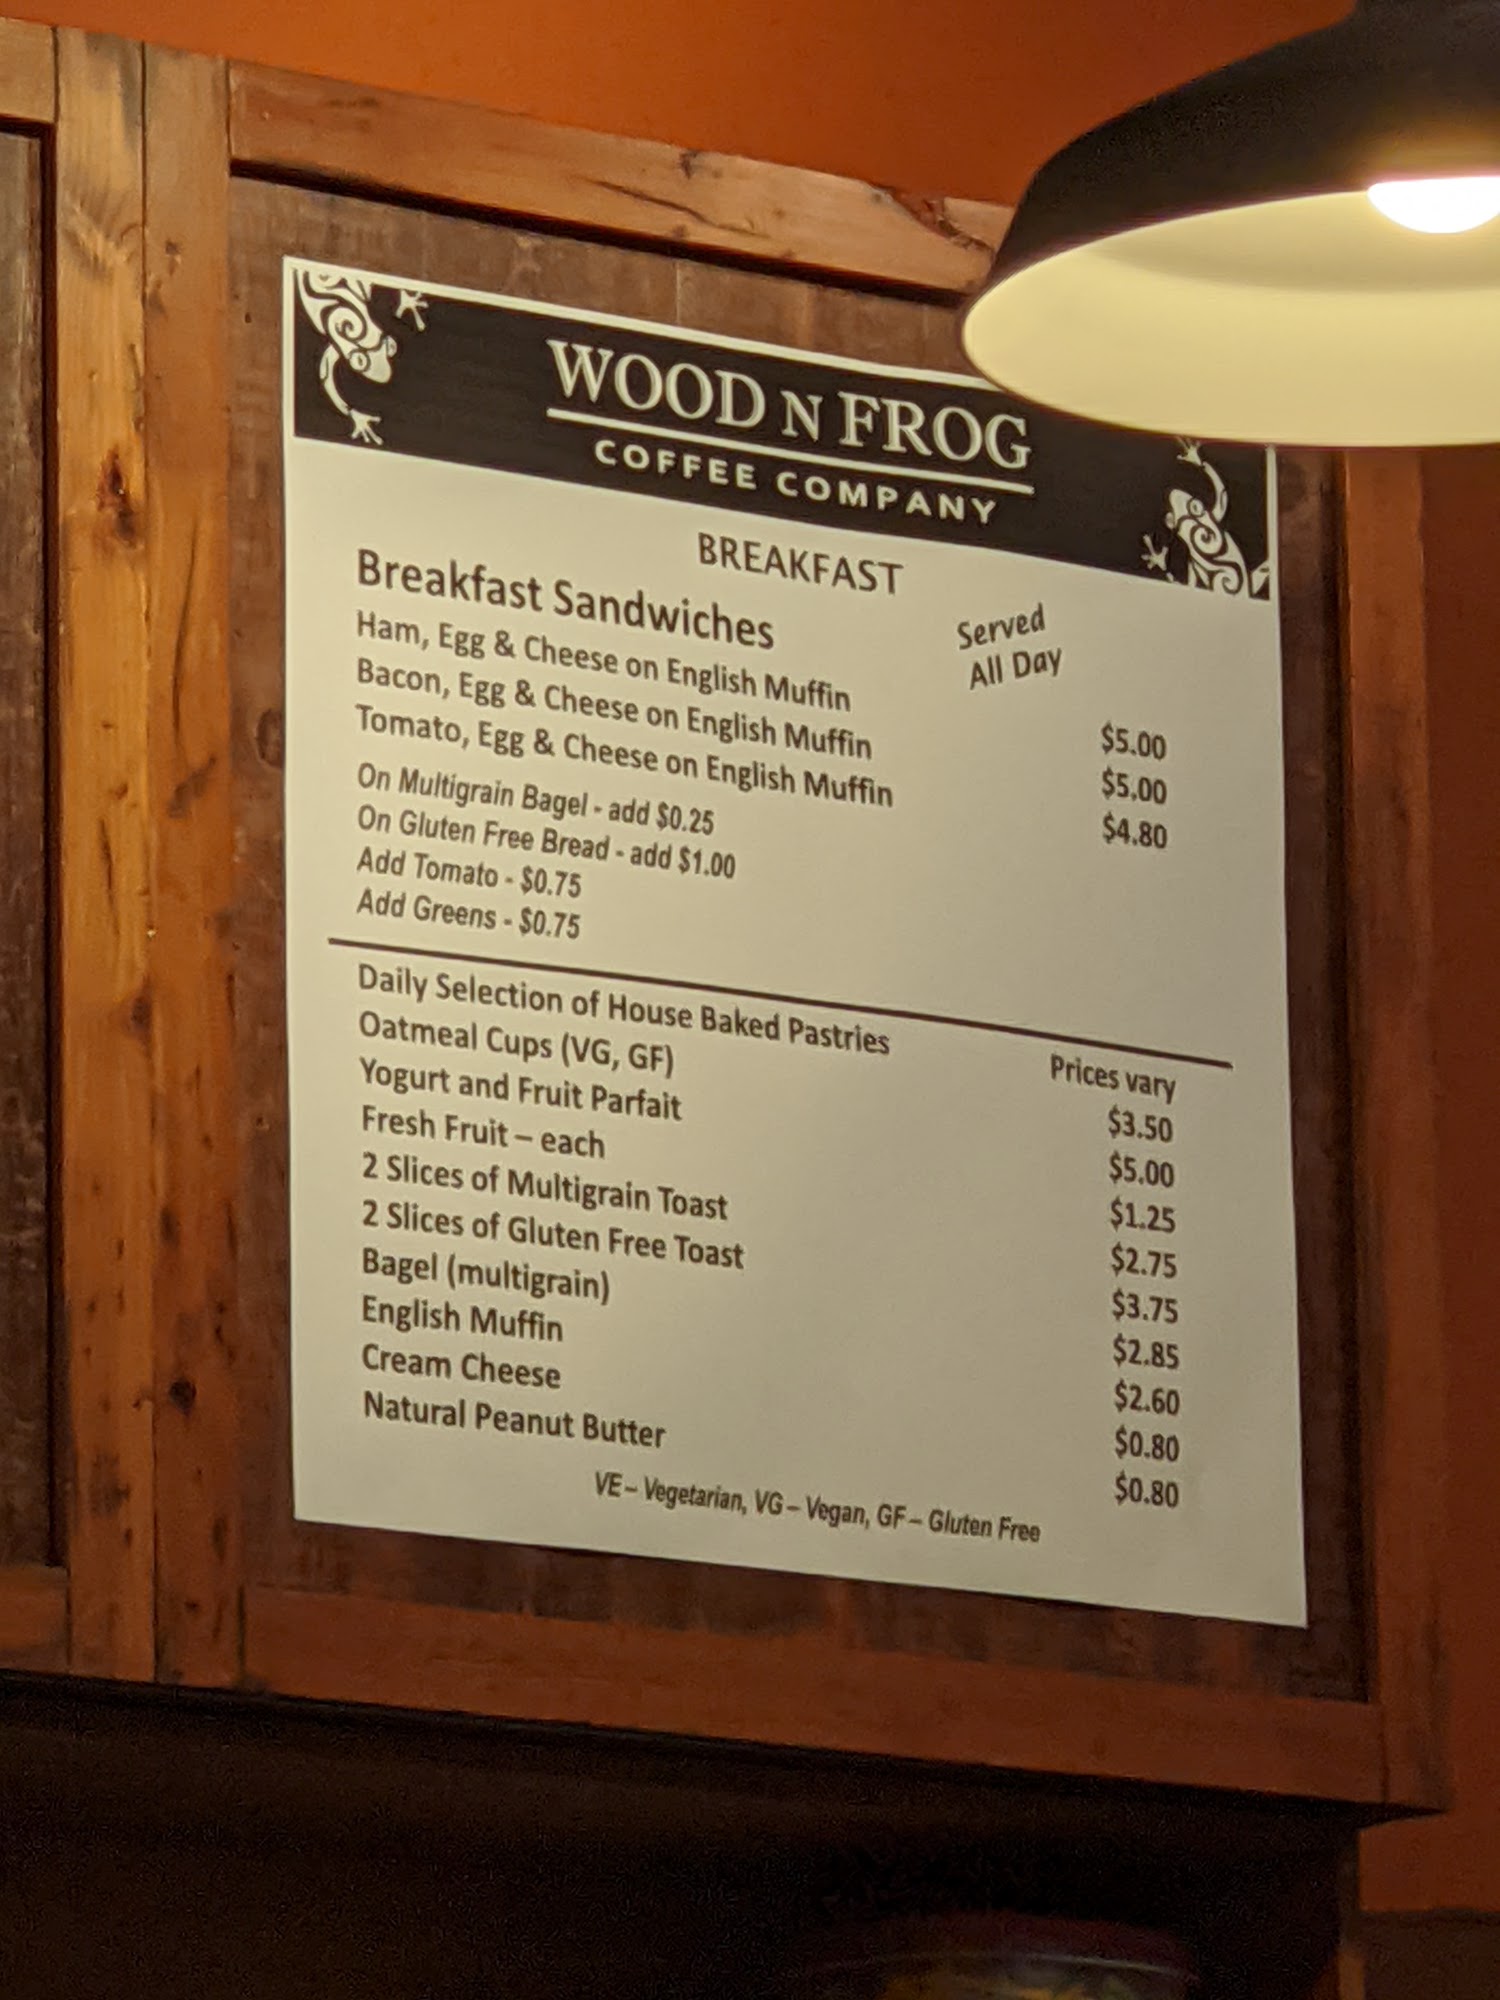 WOOD N FROG
COFFEE COMPANY
BREAKFAST
Breakfast Sandwiches
Served
All Day
Ham, Egg & Cheese on English Muffin $5.00
Bacon, Egg & Cheese on English Muffin $5.00
Tomato, Egg & Cheese on English Muffin $4.80
On Multigrain Bagel - add $0.25
On Gluten Free Bread - add $1.00
Add Tomato - $0.75
Add Greens - $0.75
Daily Selection of House Baked Pastries Prices vary
Oatmeal Cups (VG, GF) $3.50
Yogurt and Fruit Parfait $5.00
Fresh Fruit – each $1.25
2 Slices of Multigrain Toast $2.75
2 Slices of Gluten Free Toast $3.75
Bagel (multigrain) $2.85
English Muffin $2.60
Cream Cheese $0.80
Natural Peanut Butter $0.80
VE – Vegetarian, VG – Vegan, GF – Gluten Free